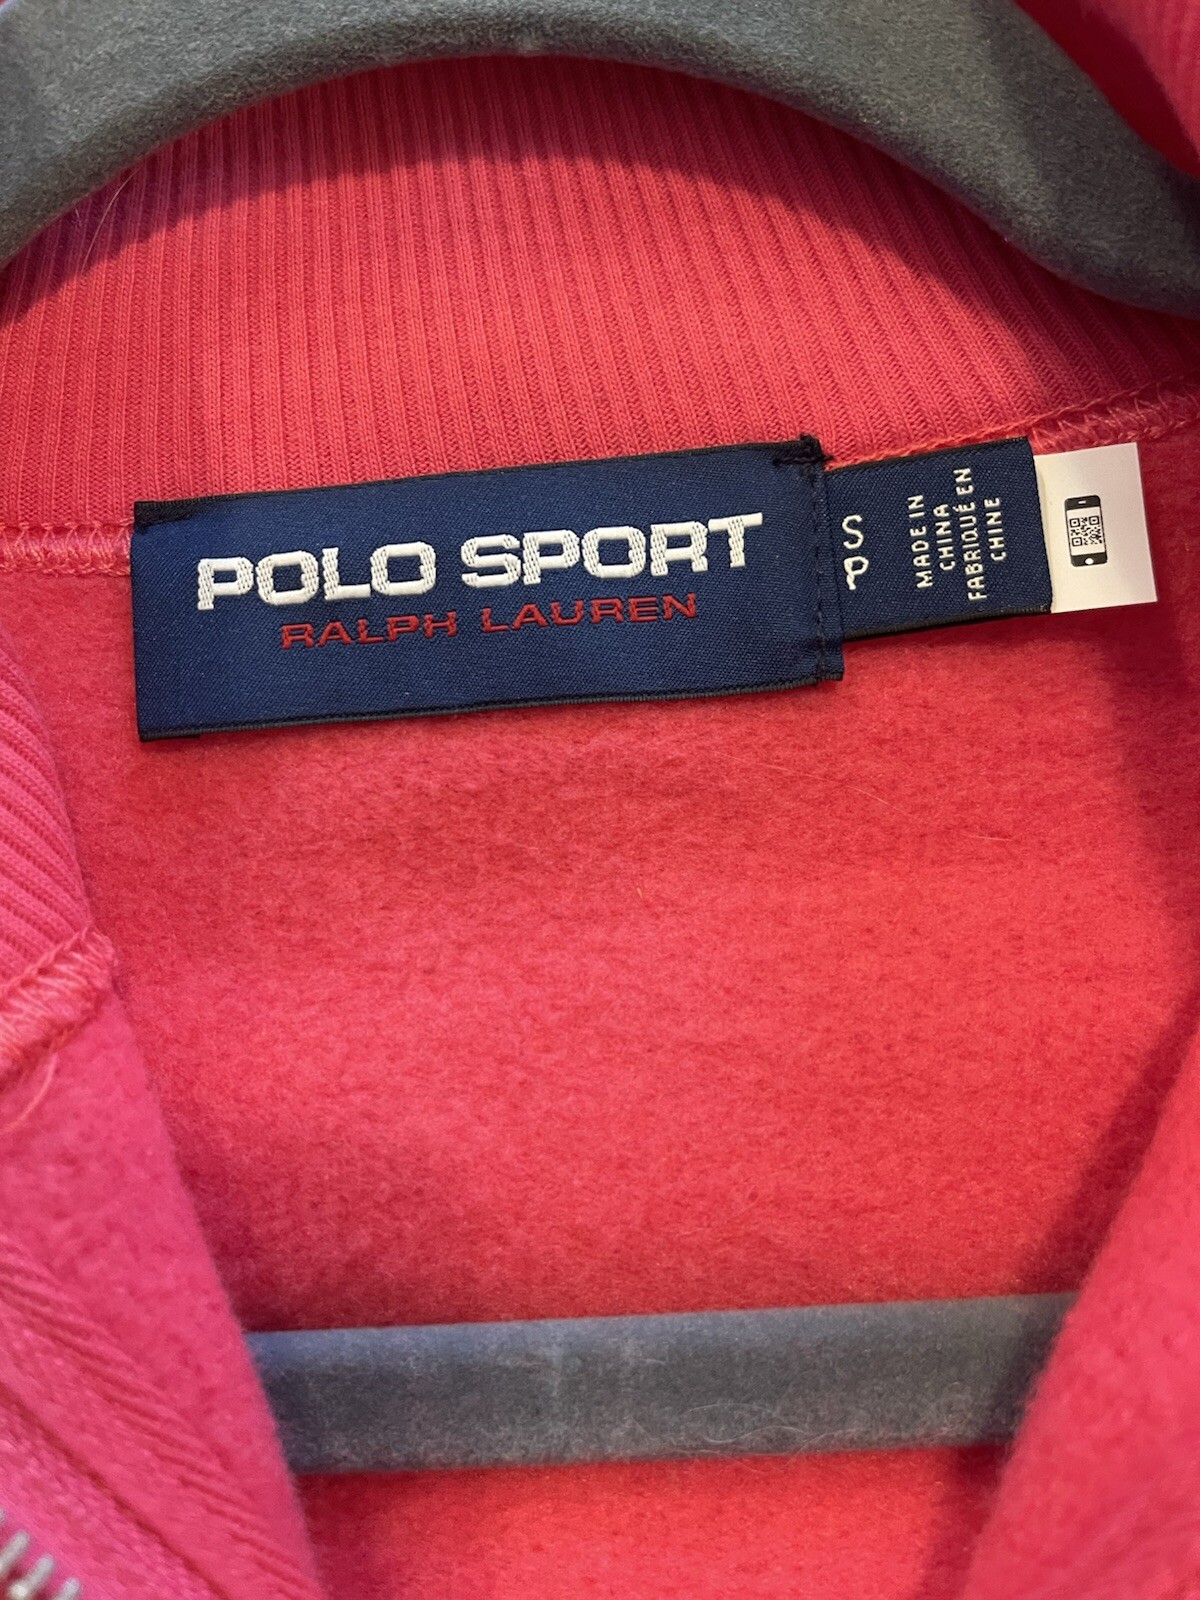 POLO SPORT
RALPH LAUREN
S
P
MADE IN
CHINA
FABRIQUÉ EN
CHINE